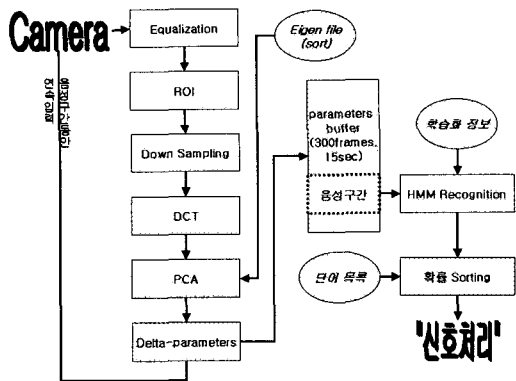 Camera
Equalization
Eigen file
(sort)
ROI
Down Sampling
DCT
PCA
Delta-parameters
parameters
buffer
(300frames,
15sec)
음성구간
학습된 정보
HMM Recognition
단어 목록
확률 Sorting
"신호처리"